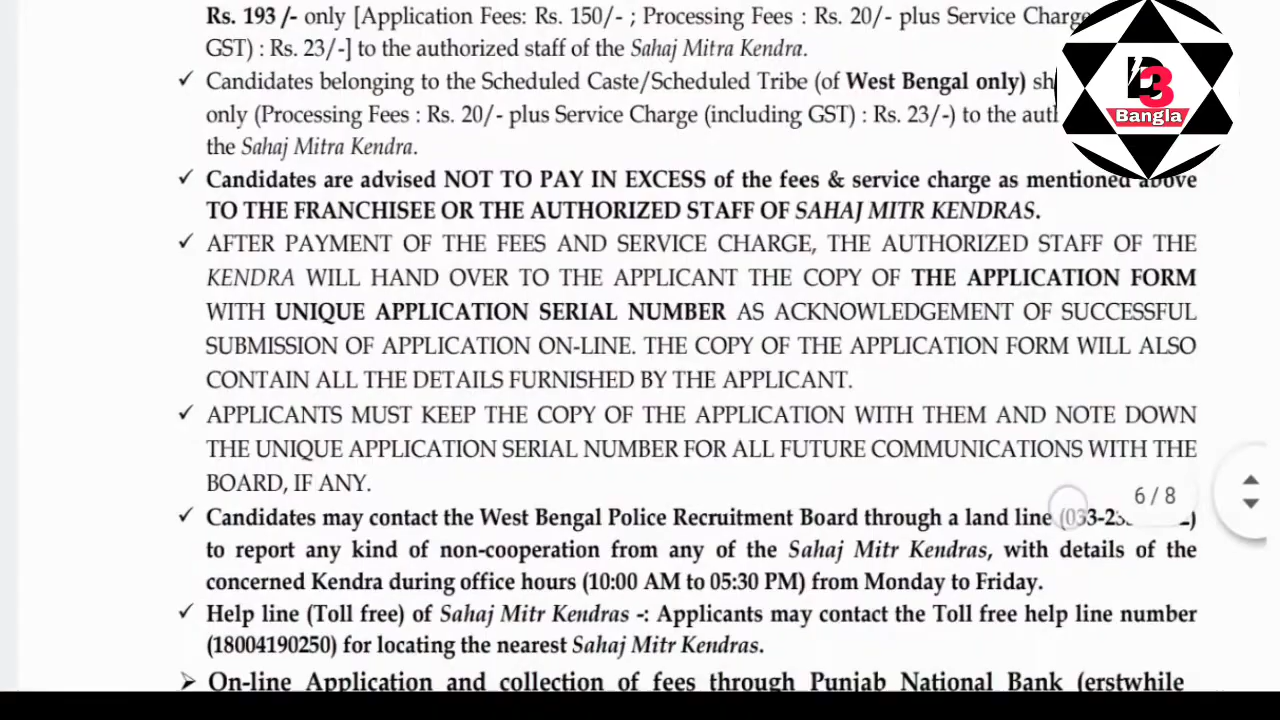 Rs. 193 /- only [Application Fees: Rs. 150/- ; Processing Fees : Rs. 20/- plus Service Charge
GST) : Rs. 23/-] to the authorized staff of the Sahaj Mitra Kendra.
✓ Candidates belonging to the Scheduled Caste/Scheduled Tribe (of West Bengal only)
only (Processing Fees : Rs. 20/- plus Service Charge (including GST) : Rs. 23/-) to the
the Sahaj Mitra Kendra.
✓ Candidates are advised NOT TO PAY IN EXCESS of the fees & service charge as mentioned above
TO THE FRANCHISEE OR THE AUTHORIZED STAFF OF SAHAJ MITR KENDRAS.
✓ AFTER PAYMENT OF THE FEES AND SERVICE CHARGE, THE AUTHORIZED STAFF OF THE
KENDRA WILL HAND OVER TO THE APPLICANT THE COPY OF THE APPLICATION FORM
WITH UNIQUE APPLICATION SERIAL NUMBER AS ACKNOWLEDGEMENT OF SUCCESSFUL
SUBMISSION OF APPLICATION ON-LINE. THE COPY OF THE APPLICATION FORM WILL ALSO
CONTAIN ALL THE DETAILS FURNISHED BY THE APPLICANT.
✓ APPLICANTS MUST KEEP THE COPY OF THE APPLICATION WITH THEM AND NOTE DOWN
THE UNIQUE APPLICATION SERIAL NUMBER FOR ALL FUTURE COMMUNICATIONS WITH THE
BOARD, IF ANY.
✓ Candidates may contact the West Bengal Police Recruitment Board through a land line
to report any kind of non-cooperation from any of the Sahaj Mitr Kendras, with details of the
concerned Kendra during office hours (10:00 AM to 05:30 PM) from Monday to Friday.
✓ Help line (Toll free) of Sahaj Mitr Kendras -: Applicants may contact the Toll free help line number
(18004190250) for locating the nearest Sahaj Mitr Kendras.
➢ On-line Application and collection of fees through Punjab National Bank (erstwhile
B3
Bangla
6 / 8